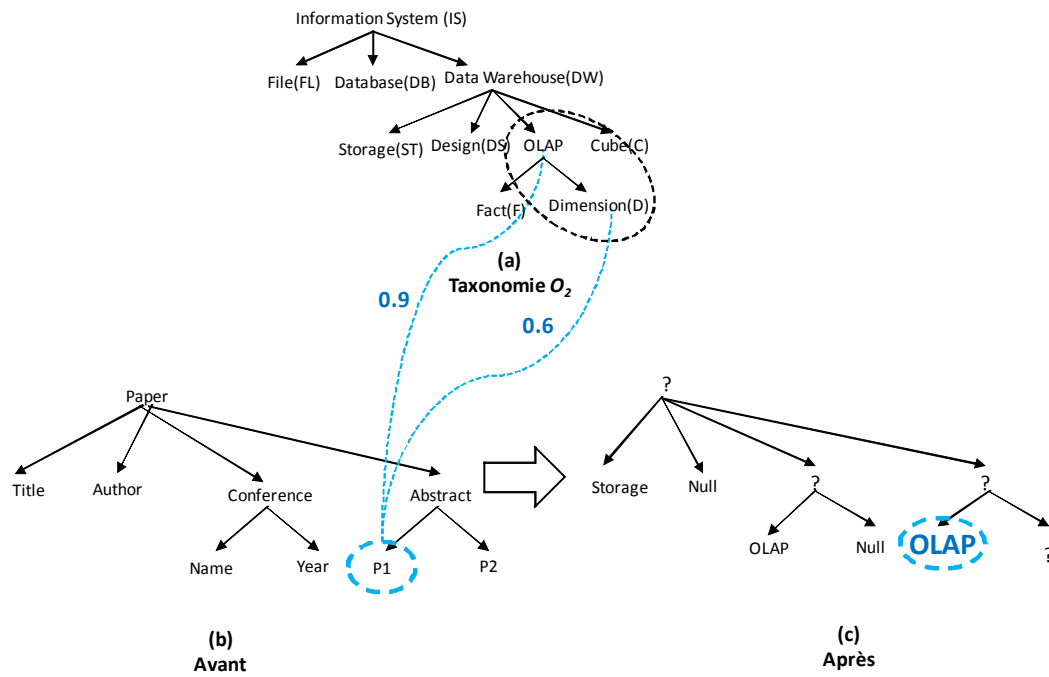 Information System (IS)
File(FL) Database(DB) Data Warehouse(DW)
Storage(ST) Design(DS) OLAP Cube(C)
Fact(F) Dimension(D)
(a)
Taxonomie O2
0.9
0.6
Paper
?
Title Author Conference Abstract
Storage Null ? ?
Name Year P1 P2
OLAP Null OLAP ?
(b)
Avant
(c)
Après